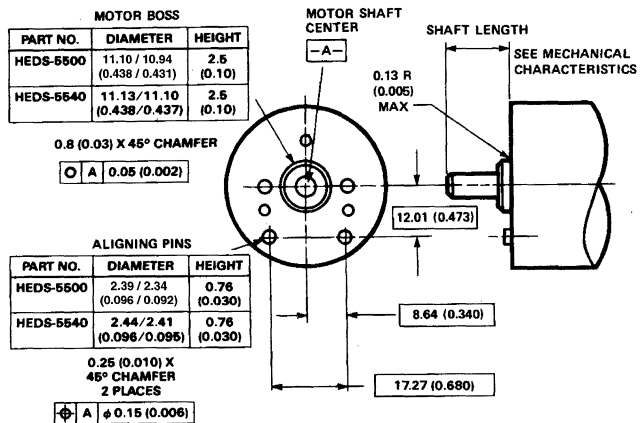 MOTOR BOSS
PART NO. DIAMETER HEIGHT
HEDS-5500 11.10 / 10.94 2.5
(0.438 / 0.431) (0.10)
HEDS-5540 11.13/11.10 2.5
(0.438/0.437) (0.10)
0.8 (0.03) X 45° CHAMFER
A 0.05 (0.002)
MOTOR SHAFT
CENTER
–A–
SHAFT LENGTH
SEE MECHANICAL
CHARACTERISTICS
0.13 R
(0.005)
MAX
12.01 (0.473)
ALIGNING PINS
PART NO. DIAMETER HEIGHT
HEDS-5500 2.39 / 2.34 0.76
(0.096 / 0.092) (0.030)
HEDS-5540 2.44/2.41 0.76
(0.096/0.095) (0.030)
0.25 (0.010) X
45° CHAMFER
2 PLACES
⌖ A ϕ 0.15 (0.006)
8.64 (0.340)
17.27 (0.680)